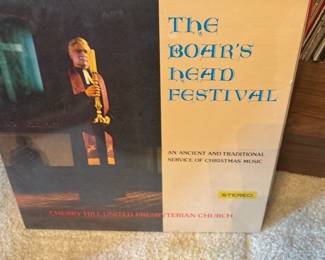 THE
BOAR'S
HEAD
FESTIVAL
AN ANCIENT AND TRADITIONAL
SERVICE OF CHRISTMAS MUSIC
STEREO
CHERRY HILL UNITED PRESBYTERIAN CHURCH